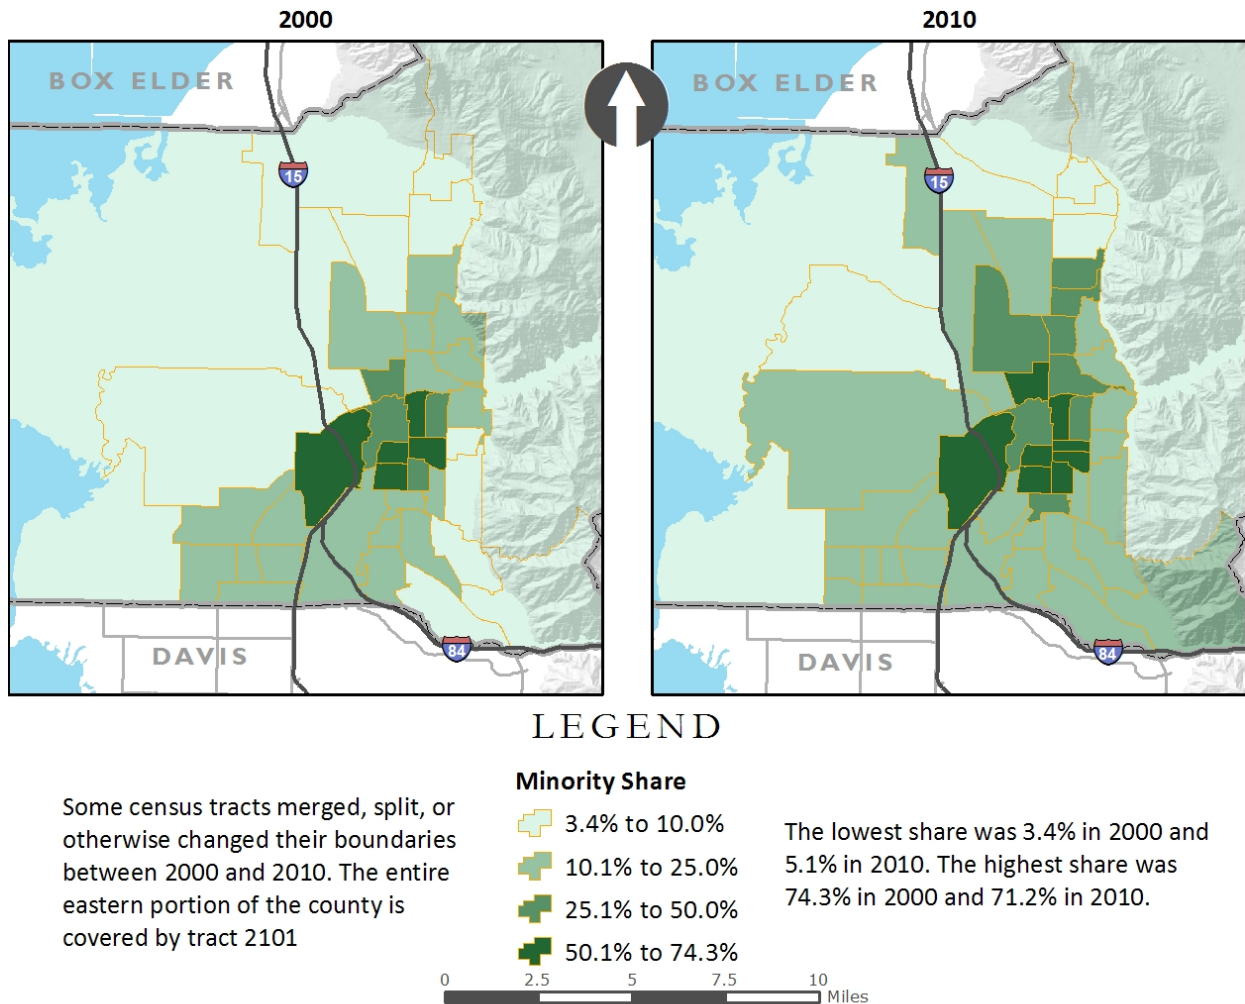 2000
2010
BOX ELDER
BOX ELDER
15
15
84
84
DAVIS
DAVIS
LEGEND
Some census tracts merged, split, or
otherwise changed their boundaries
between 2000 and 2010. The entire
eastern portion of the county is
covered by tract 2101
Minority Share
3.4% to 10.0%
10.1% to 25.0%
25.1% to 50.0%
50.1% to 74.3%
The lowest share was 3.4% in 2000 and
5.1% in 2010. The highest share was
74.3% in 2000 and 71.2% in 2010.
0 2.5 5 7.5 10
Miles